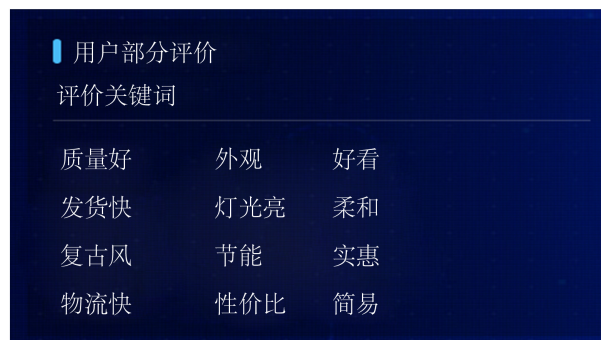 用户部分评价
评价关键词
质量好 外观 好看
发货快 灯光亮 柔和
复古风 节能 实惠
物流快 性价比 简易